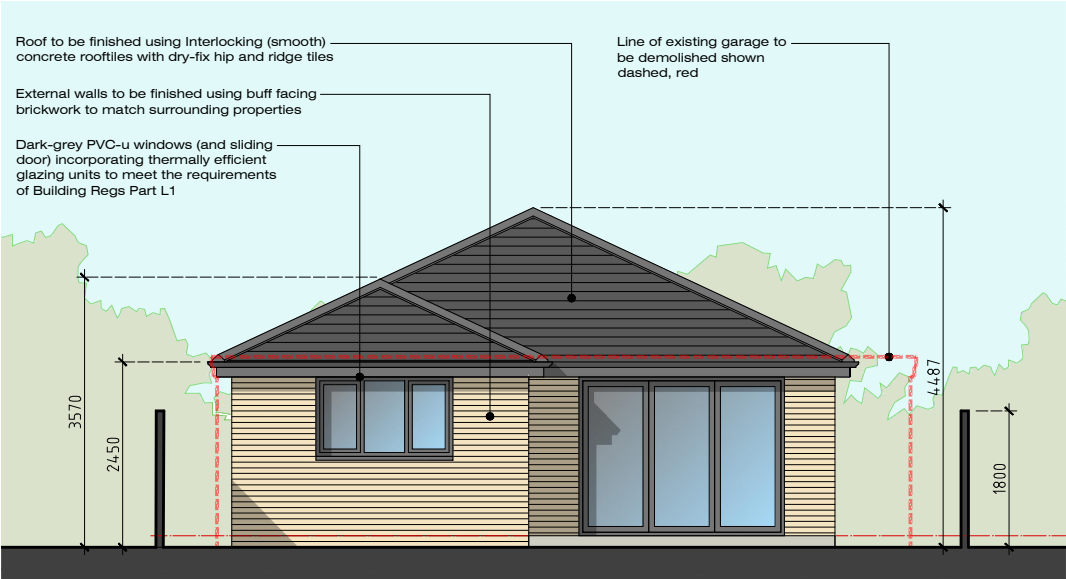 Roof to be finished using Interlocking (smooth)
concrete rooftiles with dry-fix hip and ridge tiles
External walls to be finished using buff facing
brickwork to match surrounding properties
Dark-grey PVC-u windows (and sliding
door) incorporating thermally efficient
glazing units to meet the requirements
of Building Regs Part L1
Line of existing garage to
be demolished shown
dashed, red
3570
2450
4487
1800